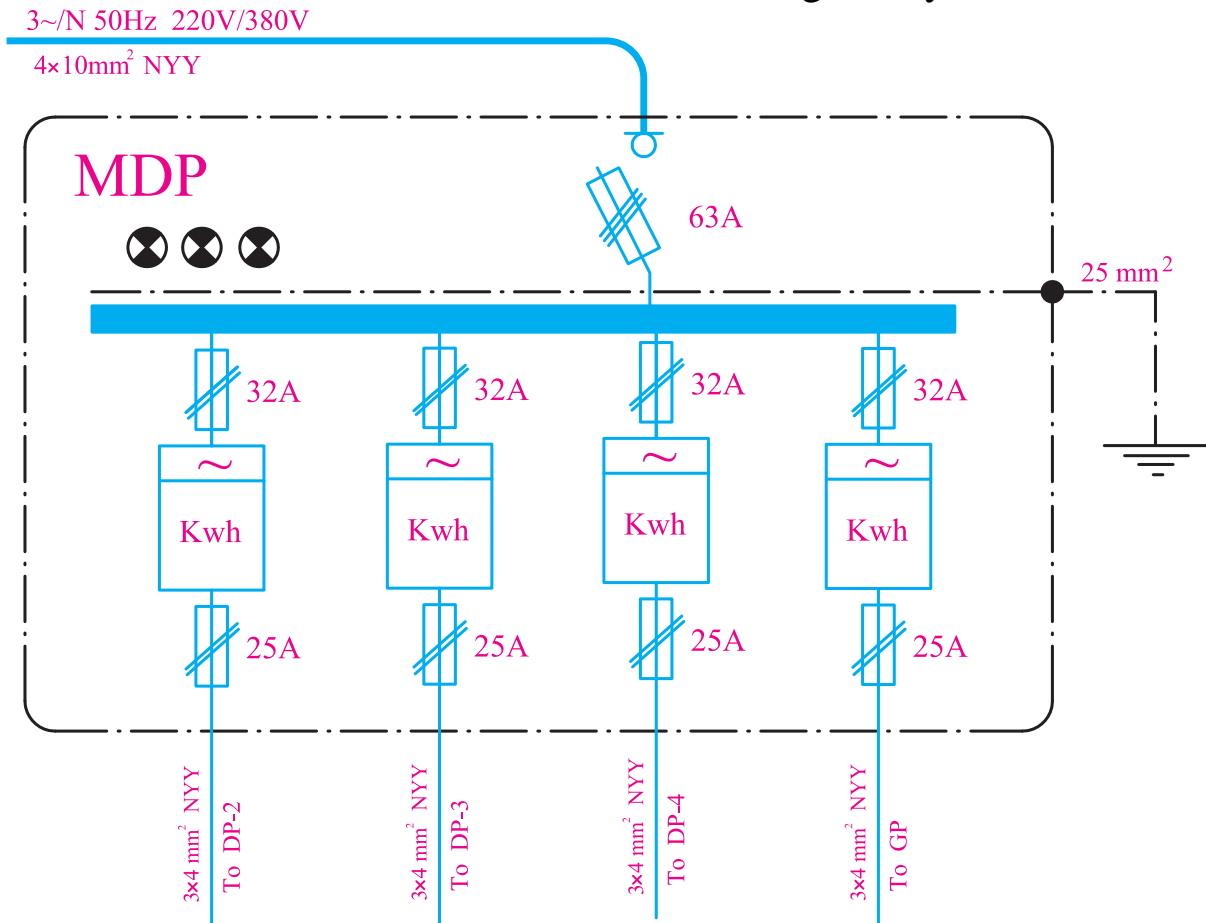 3~/N 50Hz 220V/380V
4×10mm² NYY
MDP
63A
25 mm²
32A
32A
32A
32A
~
~
~
~
Kwh
Kwh
Kwh
Kwh
25A
25A
25A
25A
3×4 mm² NYY
To DP-2
3×4 mm² NYY
To DP-3
3×4 mm² NYY
To DP-4
3×4 mm² NYY
To GP